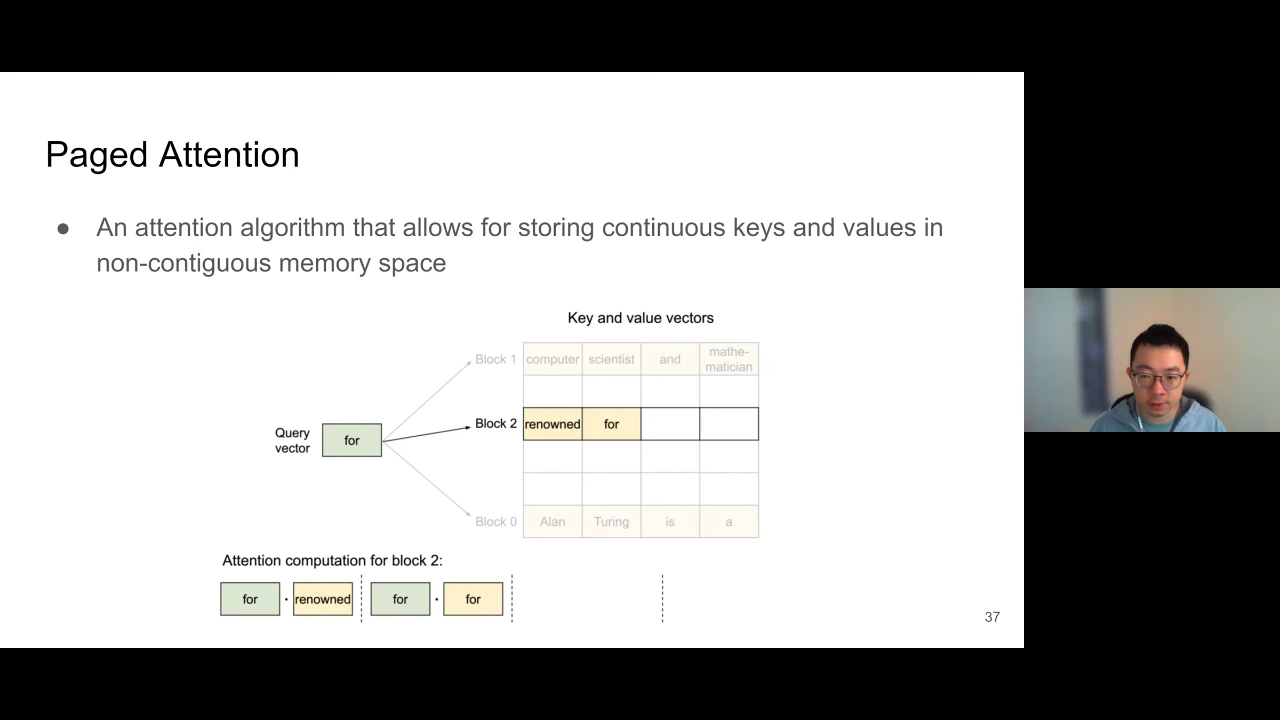 Paged Attention
● An attention algorithm that allows for storing continuous keys and values in
non-contiguous memory space
Key and value vectors
Block 1 computer scientist and mathe-
matician
Query
vector
for
Block 2 renowned for
Block 0 Alan Turing is a
Attention computation for block 2:
for · renowned for · for
37